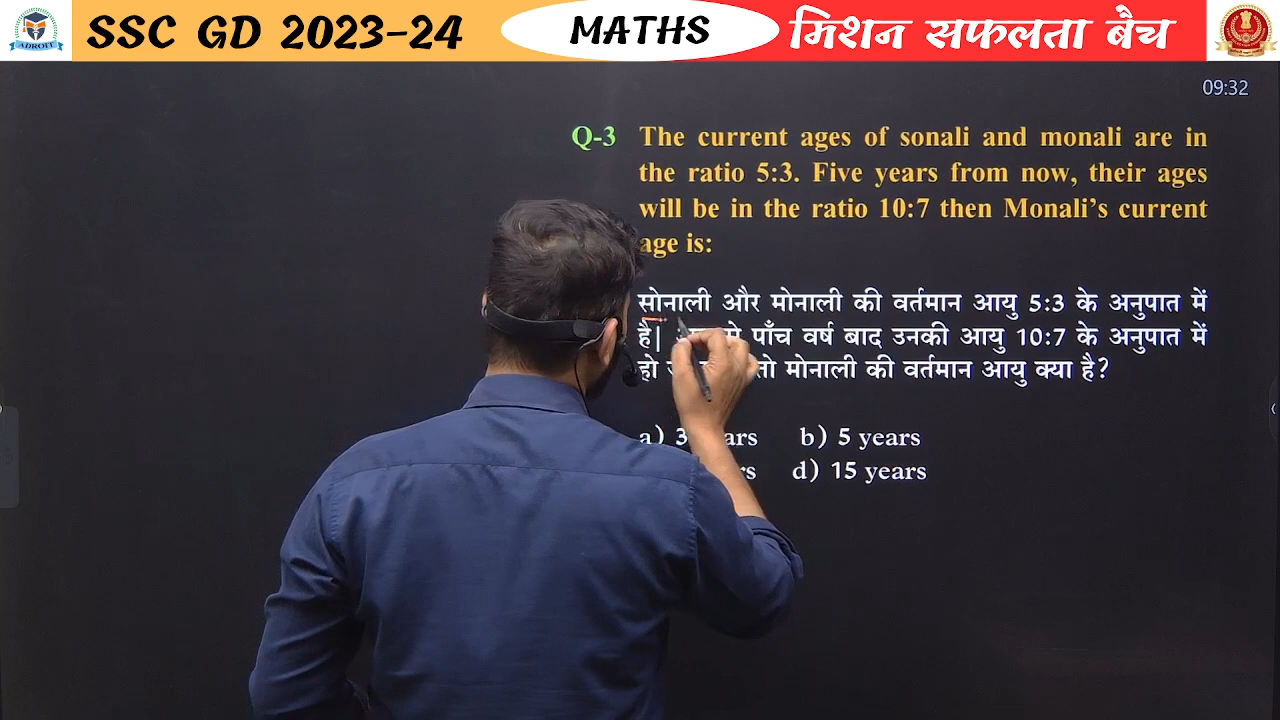 SSC GD 2023-24
MATHS
मिशन सफलता बैच
ADROIT
09:32
Q-3 The current ages of sonali and monali are in
the ratio 5:3. Five years from now, their ages
will be in the ratio 10:7 then Monali's current
age is:
सोनाली और मोनाली की वर्तमान आयु 5:3 के अनुपात में
है| पाँच वर्ष बाद उनकी आयु 10:7 के अनुपात में
हो तो मोनाली की वर्तमान आयु क्या है?
a) 3 b) 5 years
d) 15 years